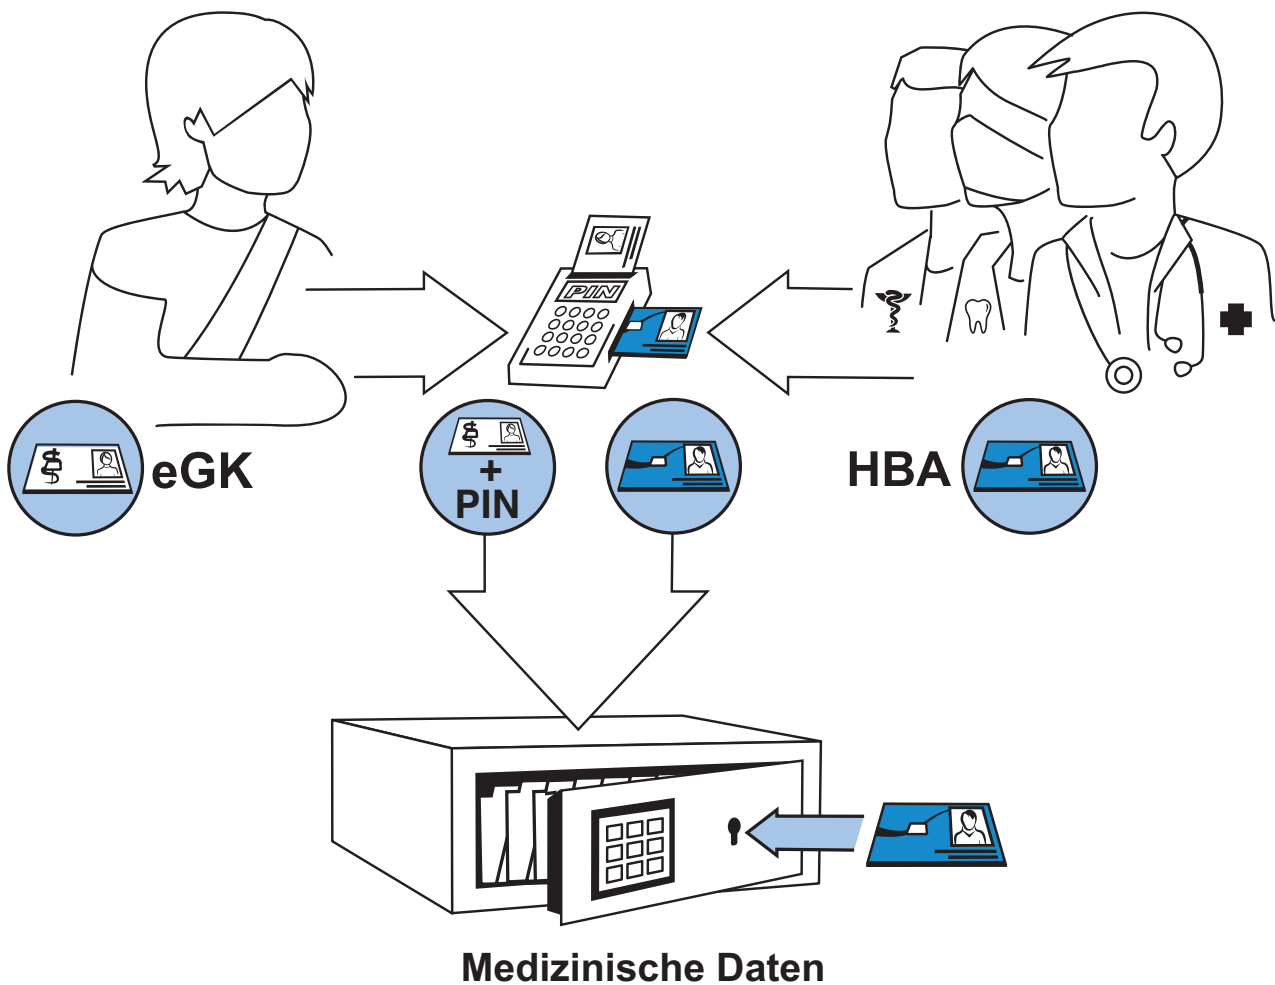 PIN
eGK
+
PIN
HBA
Medizinische Daten